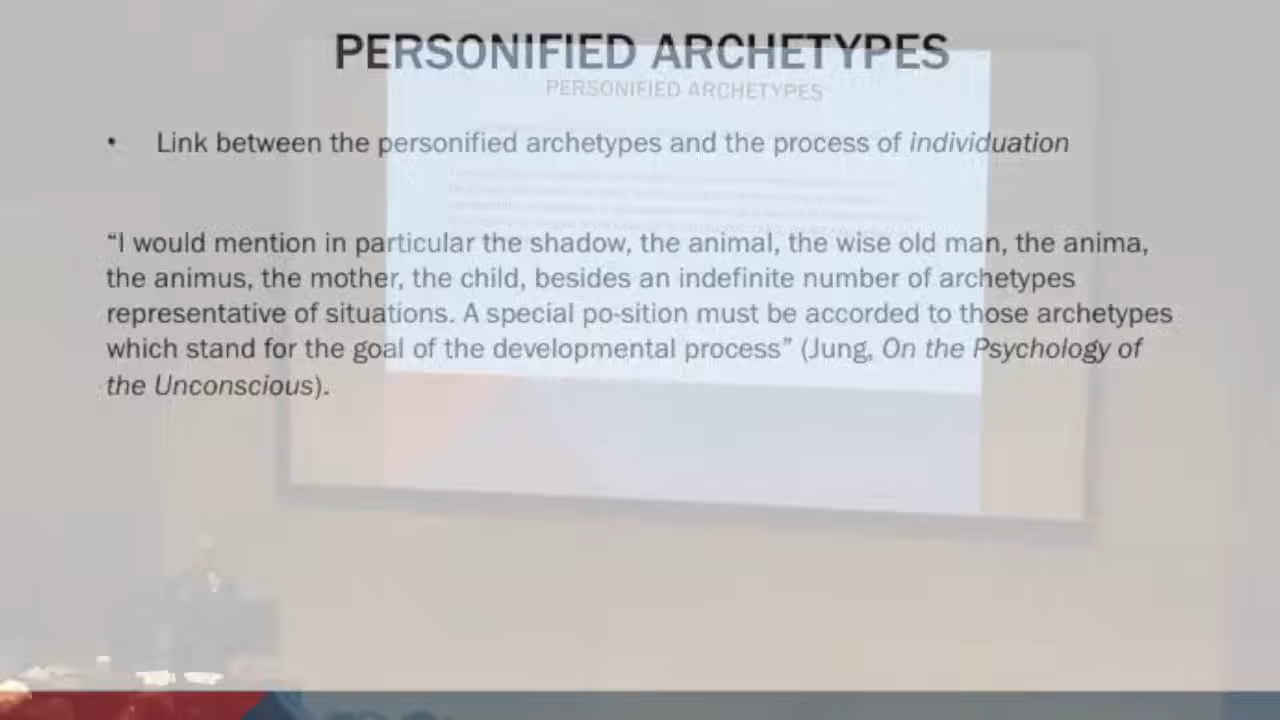 PERSONIFIED ARCHETYPES
PERSONIFIED ARCHETYPES
• Link between the personified archetypes and the process of individuation
“I would mention in particular the shadow, the animal, the wise old man, the anima,
the animus, the mother, the child, besides an indefinite number of archetypes
representative of situations. A special po-sition must be accorded to those archetypes
which stand for the goal of the developmental process” (Jung, On the Psychology of
the Unconscious).